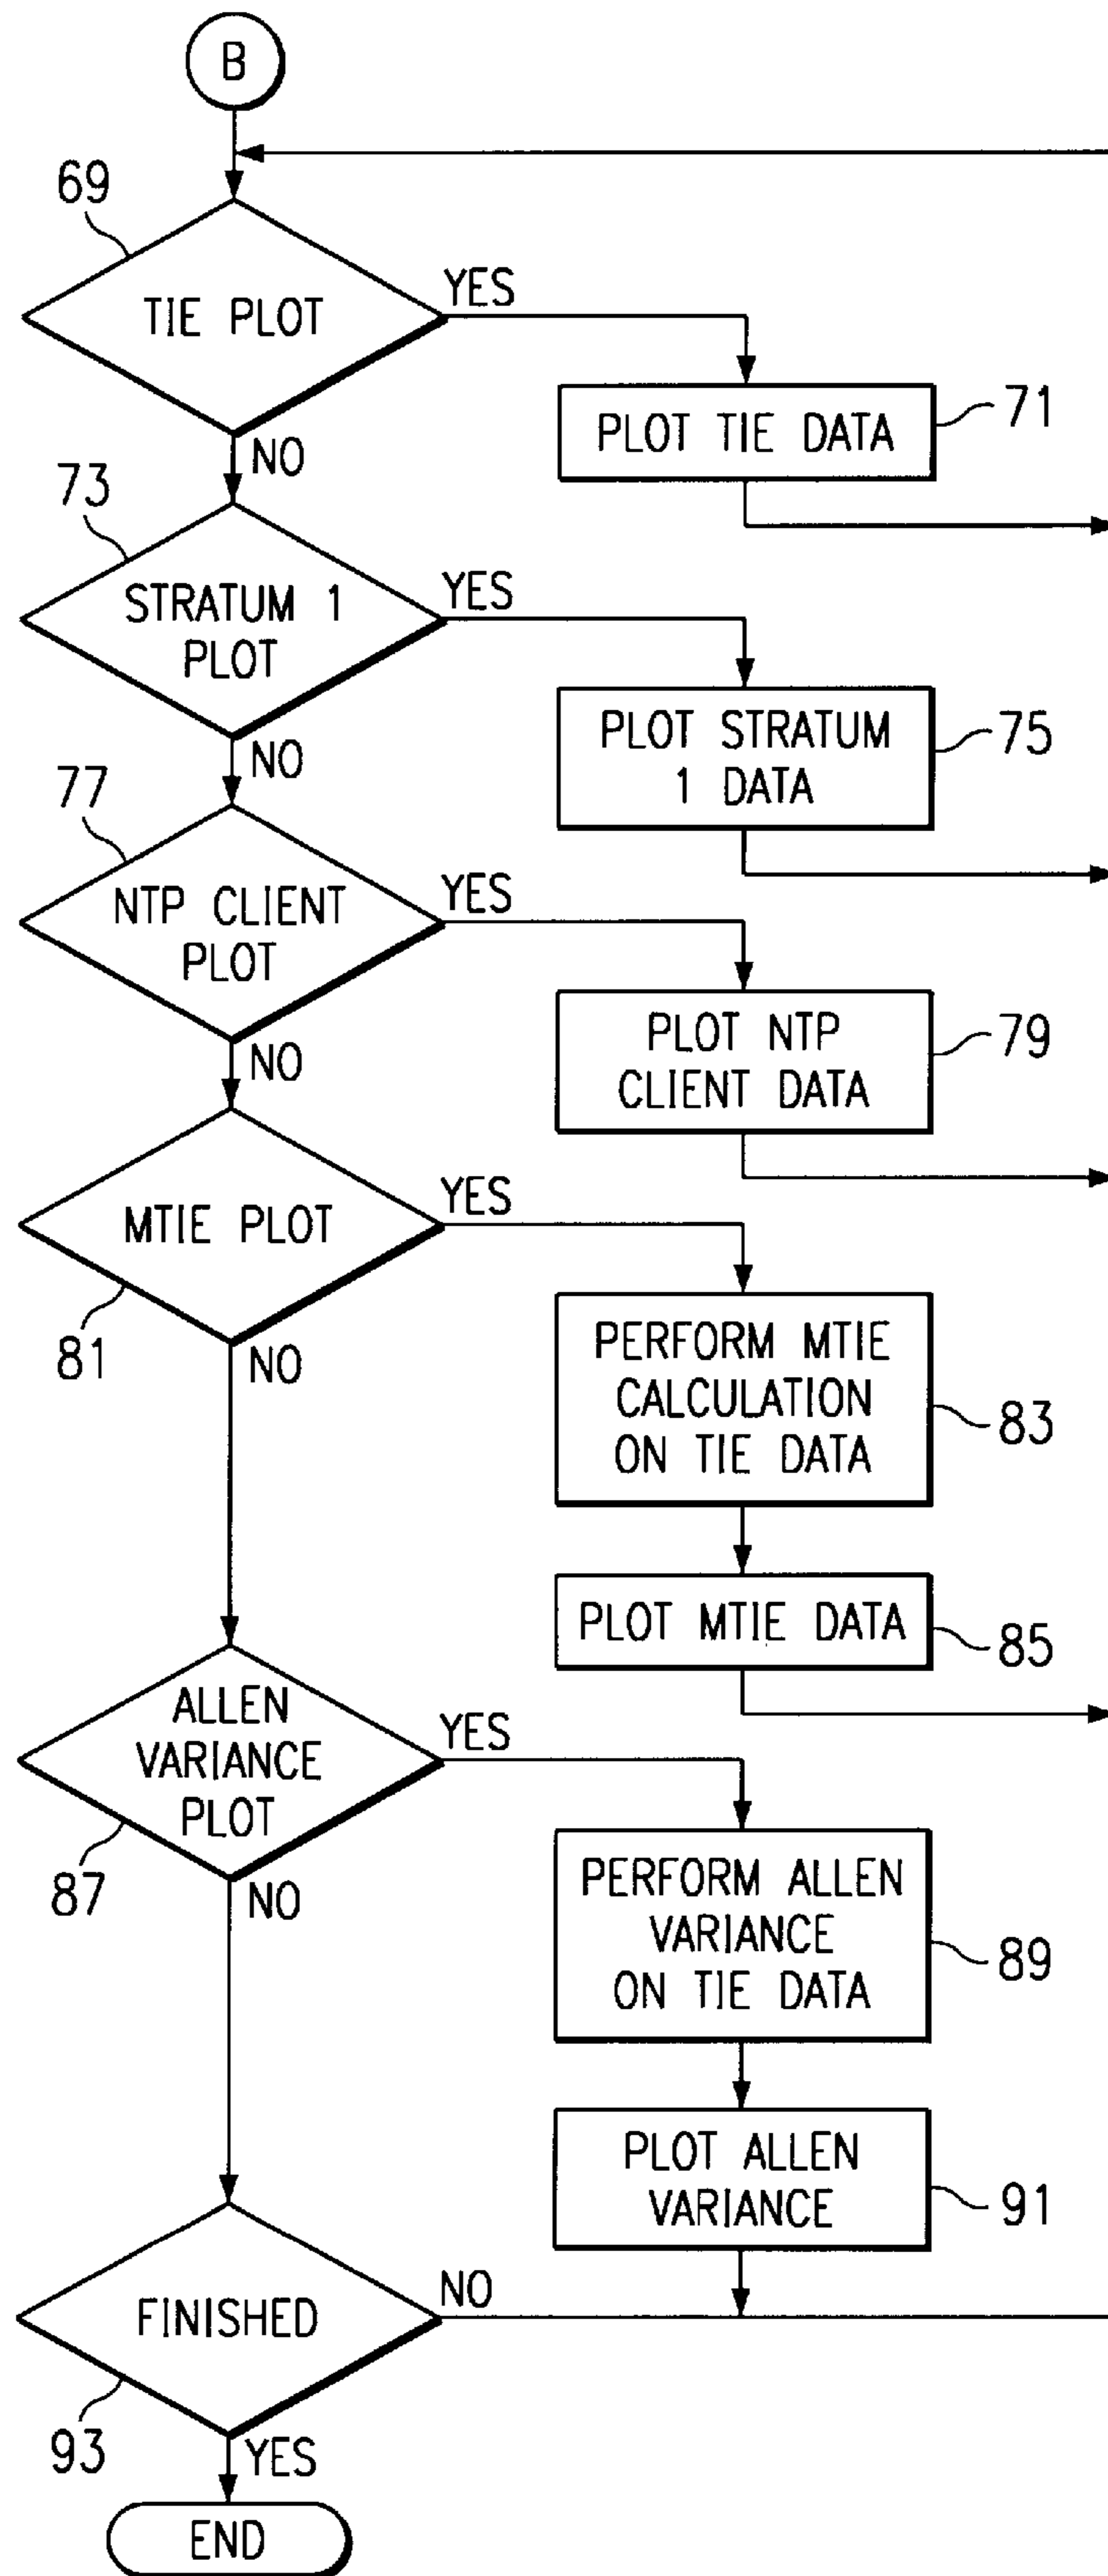 B
69
TIE PLOT
YES
PLOT TIE DATA
71
NO
73
STRATUM 1
PLOT
YES
PLOT STRATUM
1 DATA
75
NO
77
NTP CLIENT
PLOT
YES
PLOT NTP
CLIENT DATA
79
NO
MTIE PLOT
YES
81
NO
PERFORM MTIE
CALCULATION
ON TIE DATA
83
PLOT MTIE DATA
85
ALLEN
VARIANCE
PLOT
YES
87
NO
PERFORM ALLEN
VARIANCE
ON TIE DATA
89
PLOT ALLEN
VARIANCE
91
FINISHED
NO
93
YES
END